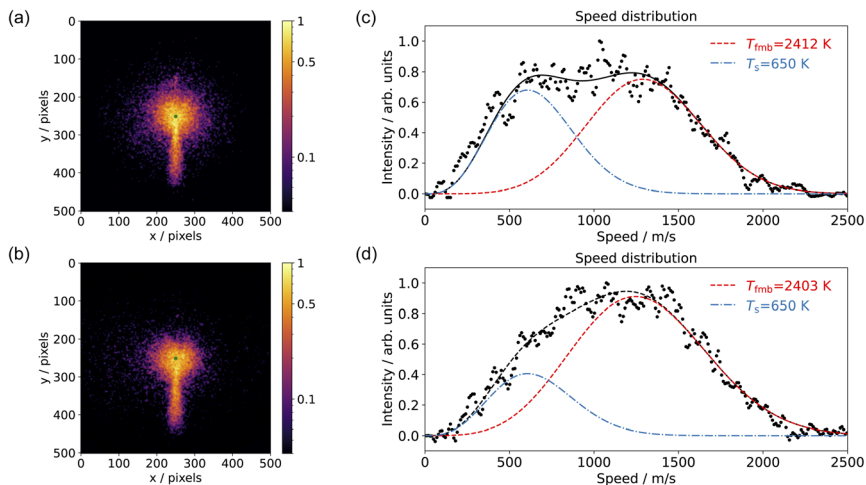 (a)
0
100
200
300
400
500
y / pixels
0 100 200 300 400 500
x / pixels
1
0.5
0.1
(b)
0
100
200
300
400
500
y / pixels
0 100 200 300 400 500
x / pixels
1
0.5
0.1
(c)
Speed distribution
1.0
0.8
0.6
0.4
0.2
0.0
Intensity / arb. units
T_fmb=2412 K
T_s=650 K
0 500 1000 1500 2000 2500
Speed / m/s
(d)
Speed distribution
1.0
0.8
0.6
0.4
0.2
0.0
Intensity / arb. units
T_fmb=2403 K
T_s=650 K
0 500 1000 1500 2000 2500
Speed / m/s